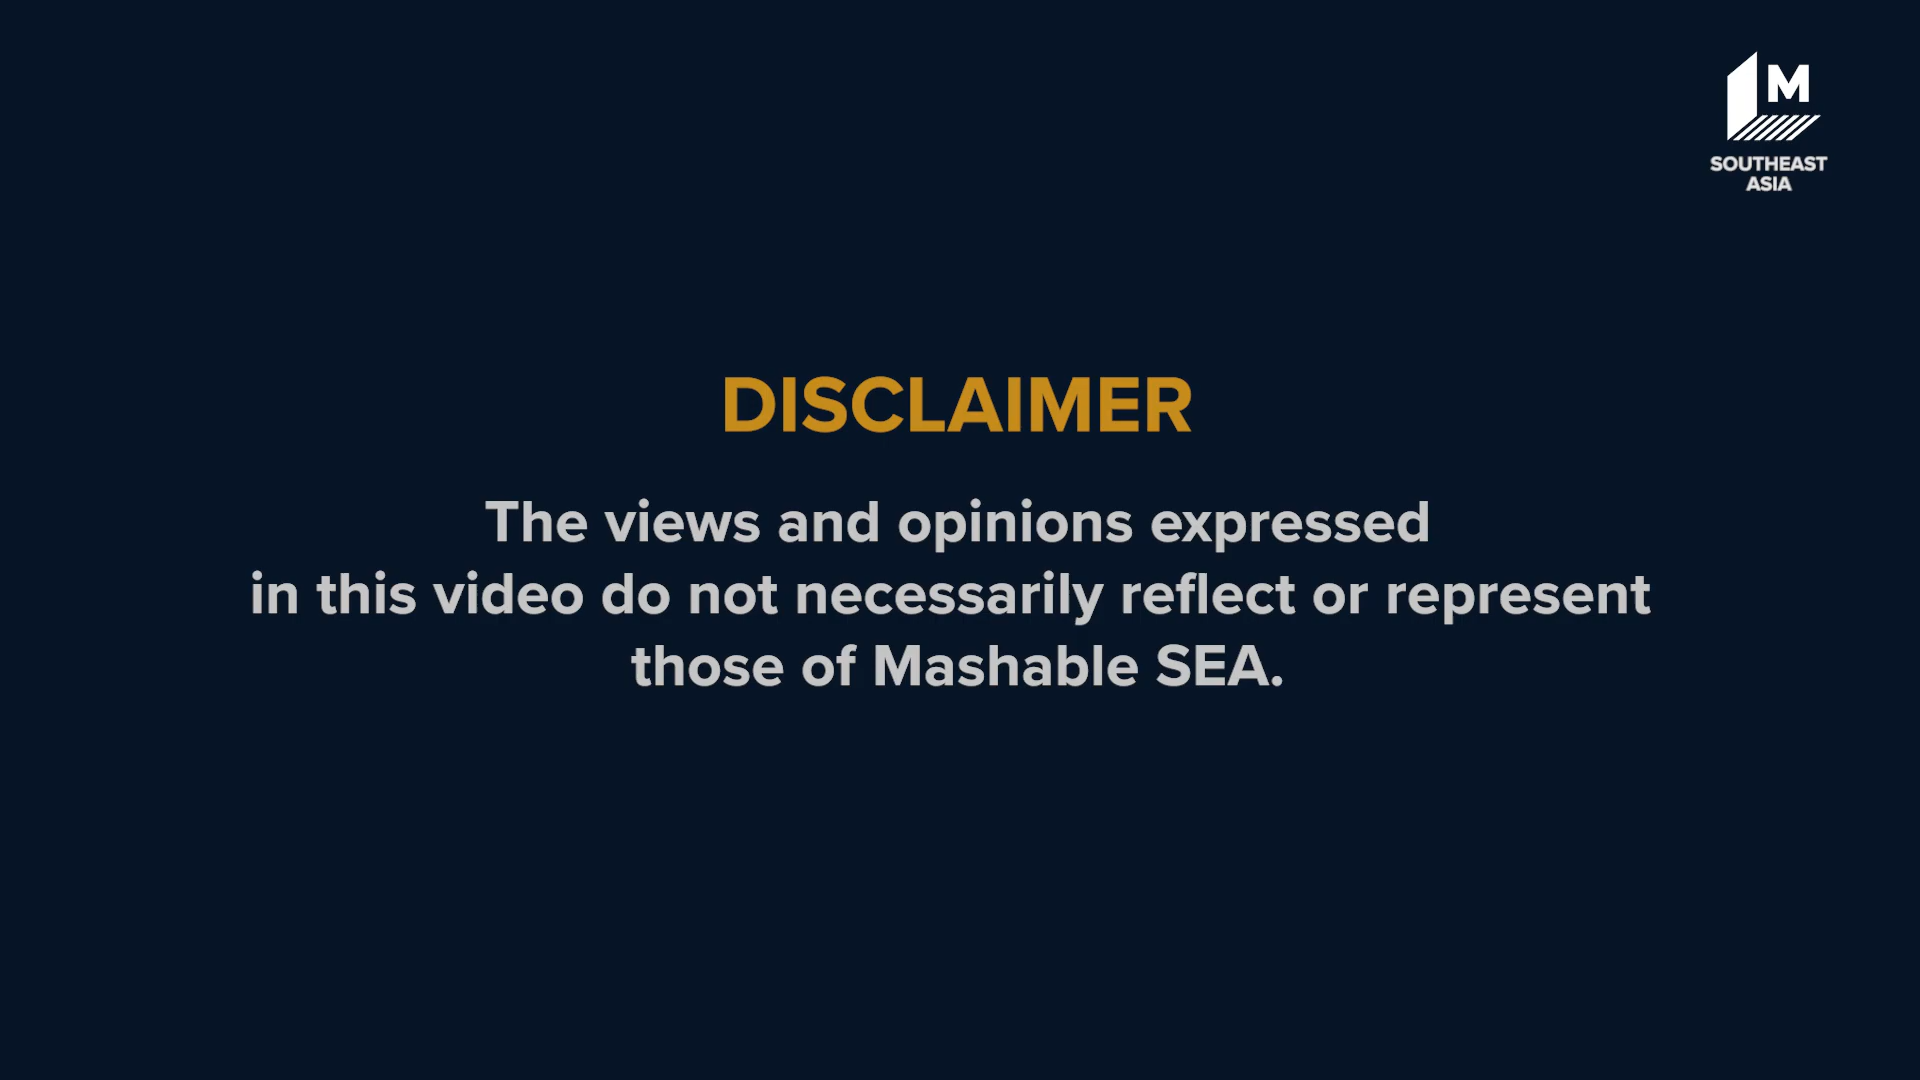 M
SOUTHEAST
ASIA
DISCLAIMER
The views and opinions expressed
in this video do not necessarily reflect or represent
those of Mashable SEA.